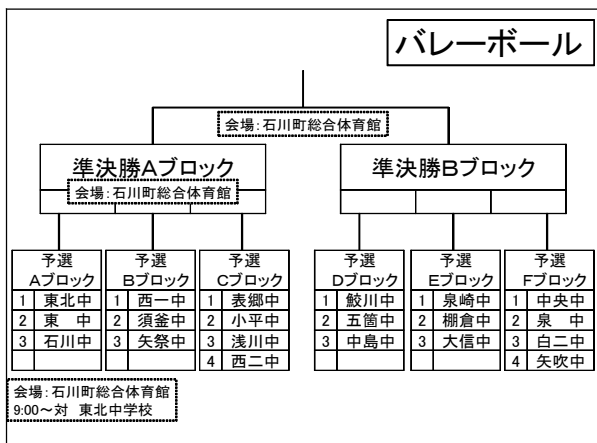 バレーボール
会場：石川町総合体育館
準決勝Ａブロック
会場：石川町総合体育館
準決勝Ｂブロック
予選
Ａブロック
1 東北中
2 東　中
3 石川中
予選
Ｂブロック
1 西一中
2 須釜中
3 矢祭中
予選
Ｃブロック
1 表郷中
2 小平中
3 浅川中
4 西二中
予選
Ｄブロック
1 鮫川中
2 五箇中
3 中島中
予選
Ｅブロック
1 泉崎中
2 棚倉中
3 大信中
予選
Ｆブロック
1 中央中
2 泉　中
3 白二中
4 矢吹中
会場：石川町総合体育館
9:00～対　東北中学校